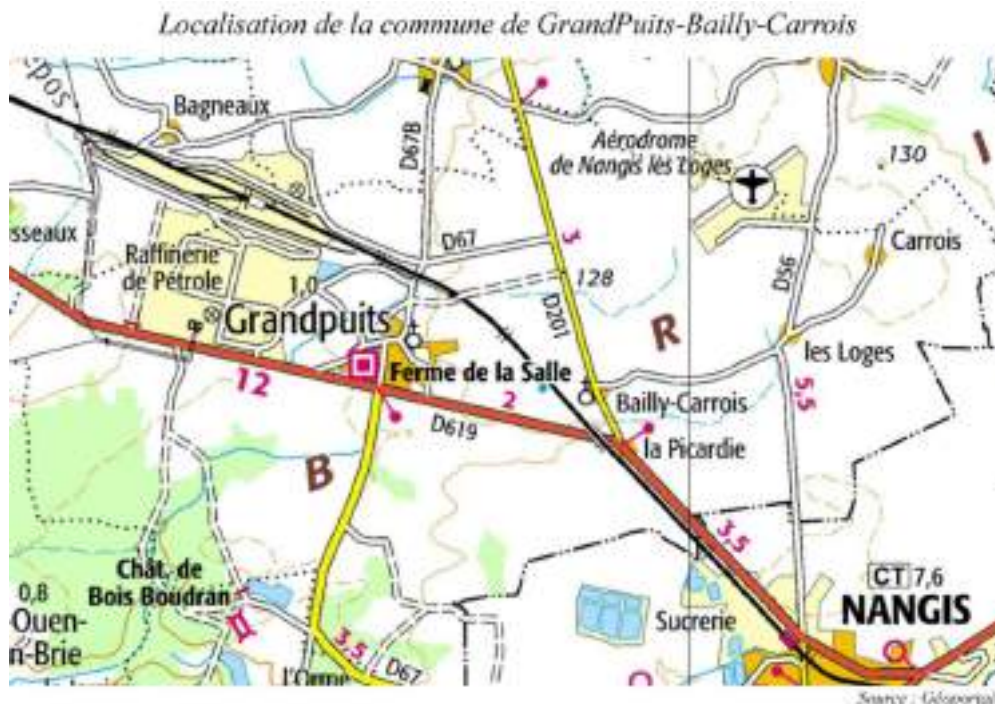 Localisation de la commune de GrandPuits-Bailly-Carrois
Bagneaux
D67B
Aérodrome
de Nangis les Loges
130
I
sseaux
Raffinerie
de Pétrole
D67
3
Carrois
1,0
128
D56
Grandpuits
D201
R
les Loges
12
Ferme de la Salle
2
5,5
Bailly-Carrois
D619
la Picardie
B
3,5
Chât. de
Bois Boudran
0,8
CT 7,6
Ouen-
n-Brie
Sucrerie
NANGIS
3,5
D67
l'Orme
Source : Géoportail